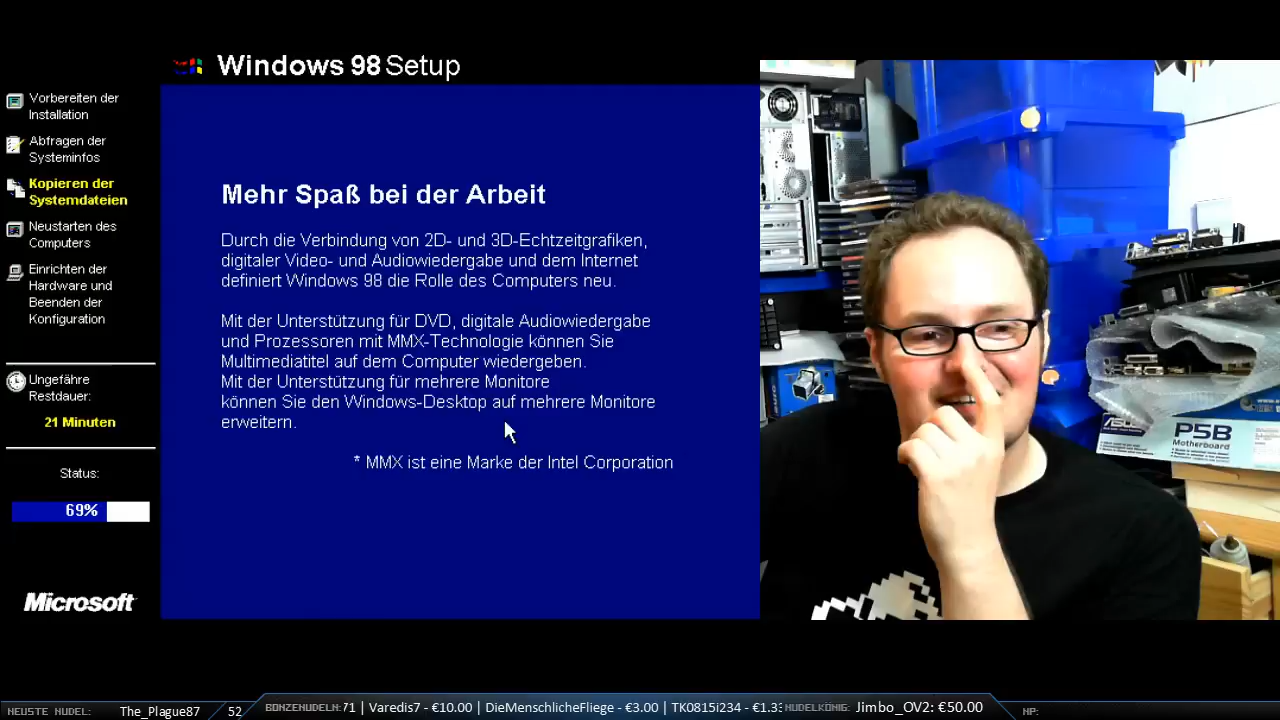 Windows 98 Setup
Vorbereiten der
Installation
Abfragen der
Systeminfos
Kopieren der
Systemdateien
Neustarten des
Computers
Einrichten der
Hardware und
Beenden der
Konfiguration
Ungefähre
Restdauer:
21 Minuten
Status:
69%
Microsoft
Mehr Spaß bei der Arbeit
Durch die Verbindung von 2D- und 3D-Echtzeitgrafiken,
digitaler Video- und Audiowiedergabe und dem Internet
definiert Windows 98 die Rolle des Computers neu.
Mit der Unterstützung für DVD, digitale Audiowiedergabe
und Prozessoren mit MMX-Technologie können Sie
Multimediatitel auf dem Computer wiedergeben.
Mit der Unterstützung für mehrere Monitore
können Sie den Windows-Desktop auf mehrere Monitore
erweitern.
* MMX ist eine Marke der Intel Corporation
ASUS
P5B
Motherboard
NEUSTE NUDEL: The_Plague87 52 BONZENUDELN: 71 | Varedis7 - €10.00 | DieMenschlicheFliege - €3.00 | TK0815i234 - €1.3 NUDELKÖNIG: Jimbo_OV2: €50.00 NP: